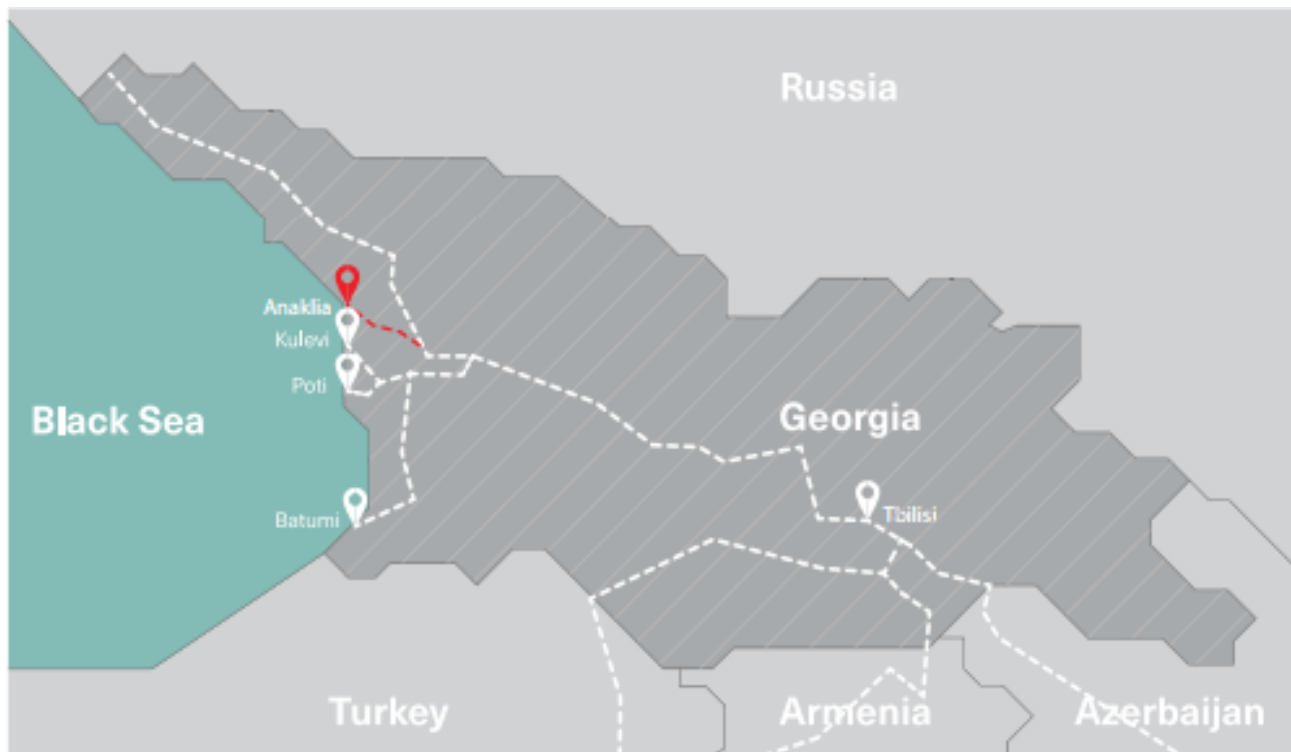 Russia
Anaklia
Kulevi
Poti
Black Sea
Georgia
Batumi
Tbilisi
Turkey
Armenia
Azerbaijan